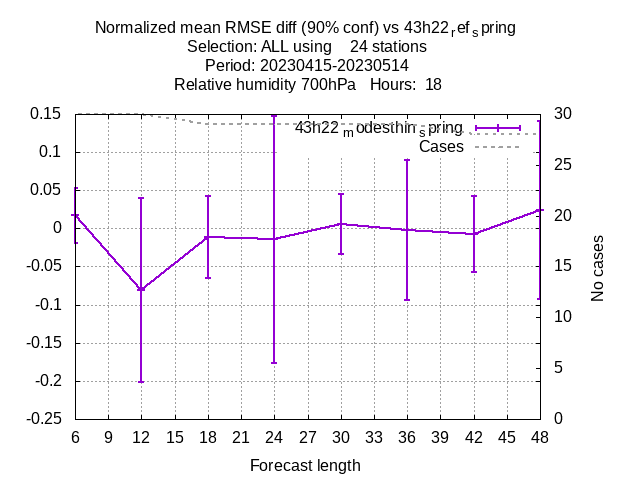 Normalized mean RMSE diff (90% conf) vs 43h22refspring
Selection: ALL using 24 stations
Period: 20230415-20230514
Relative humidity 700hPa Hours: 18
43h22modesthinspring
Cases
0.15
0.1
0.05
0
-0.05
-0.1
-0.15
-0.2
-0.25
30
25
20
15
10
5
0
No cases
6 9 12 15 18 21 24 27 30 33 36 39 42 45 48
Forecast length